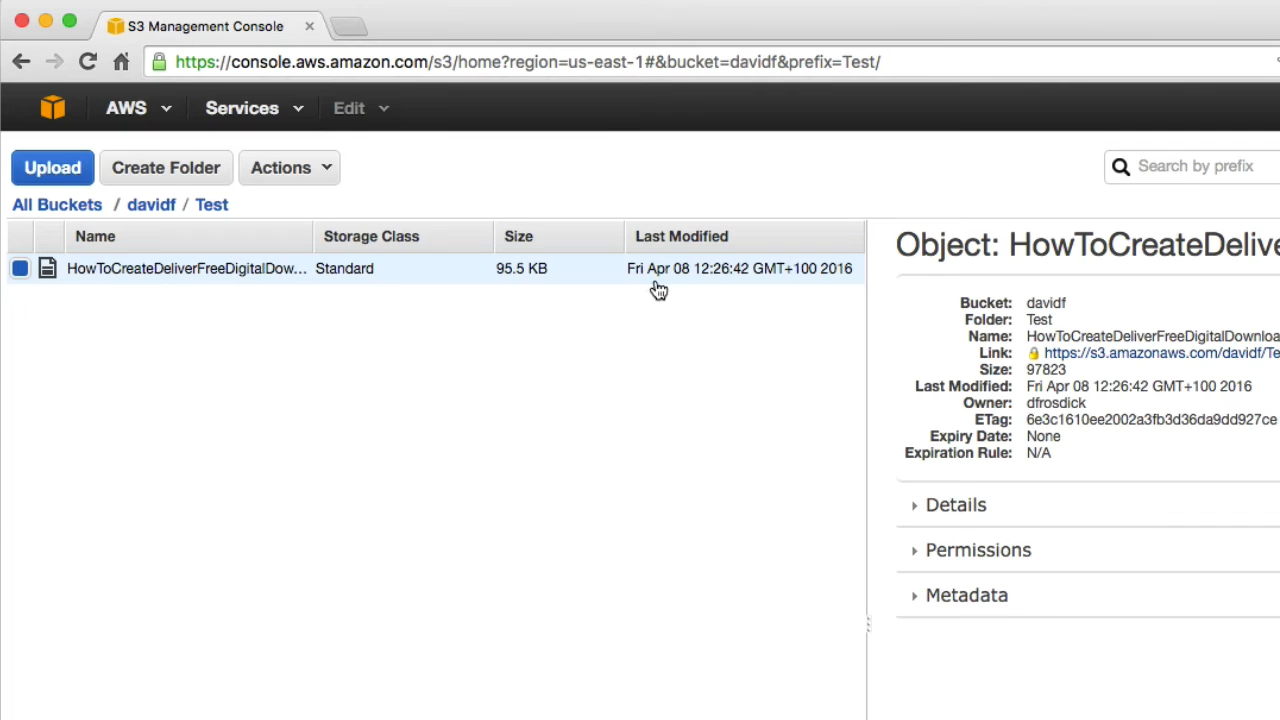 S3 Management Console
https://console.aws.amazon.com/s3/home?region=us-east-1#&bucket=davidf&prefix=Test/
AWS Services Edit
Upload Create Folder Actions
Search by prefix
All Buckets / davidf / Test
Name Storage Class Size Last Modified
HowToCreateDeliverFreeDigitalDow... Standard 95.5 KB Fri Apr 08 12:26:42 GMT+100 2016
Object: HowToCreateDelive
Bucket: davidf
Folder: Test
Name: HowToCreateDeliverFreeDigitalDownloa
Link: https://s3.amazonaws.com/davidf/Te
Size: 97823
Last Modified: Fri Apr 08 12:26:42 GMT+100 2016
Owner: dfrosdick
ETag: 6e3c1610ee2002a3fb3d36da9dd927ce
Expiry Date: None
Expiration Rule: N/A
Details
Permissions
Metadata